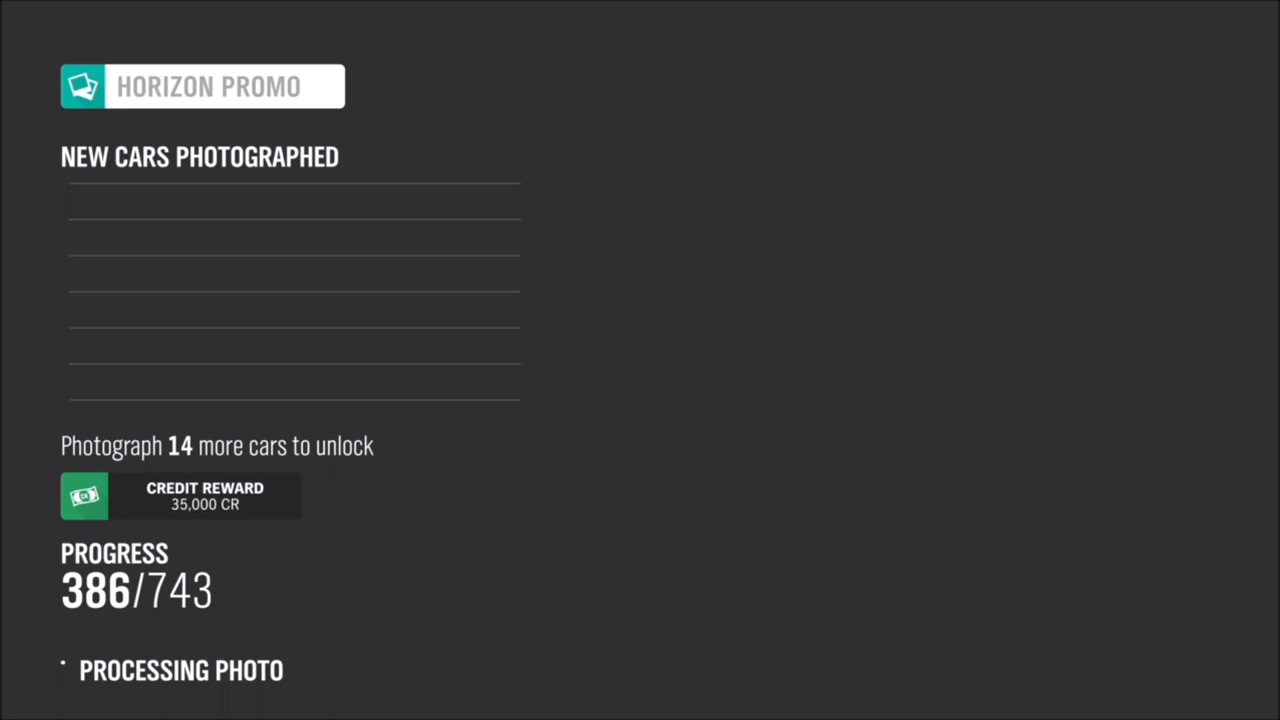 HORIZON PROMO
NEW CARS PHOTOGRAPHED
Photograph 14 more cars to unlock
CREDIT REWARD
35,000 CR
PROGRESS
386/743
PROCESSING PHOTO